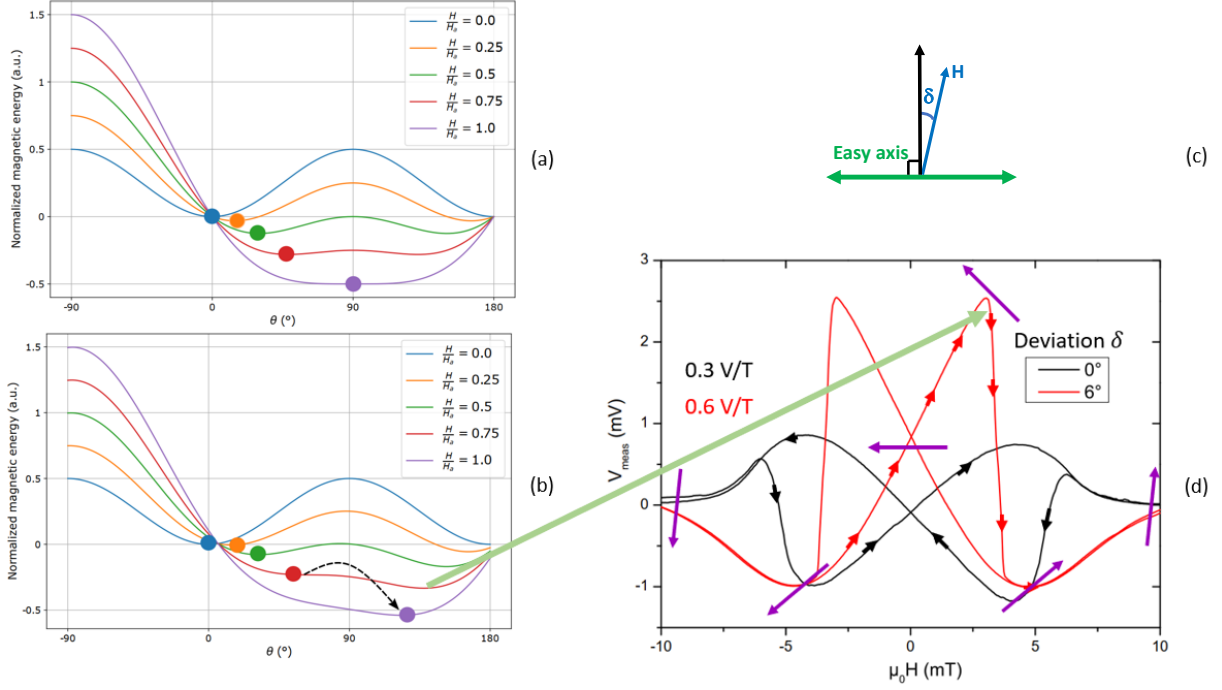 Normalized magnetic energy (a.u.)
1.5
1
0.5
0
-0.5
-90
0
90
180
θ (°)
H/Hₐ = 0.0
H/Hₐ = 0.25
H/Hₐ = 0.5
H/Hₐ = 0.75
H/Hₐ = 1.0
(a)
H
δ
Easy axis
(c)
Normalized magnetic energy (a.u.)
1.5
1
0.5
0
-0.5
-90
0
90
180
θ (°)
H/Hₐ = 0.0
H/Hₐ = 0.25
H/Hₐ = 0.5
H/Hₐ = 0.75
H/Hₐ = 1.0
(b)
V_meas (mV)
3
2
1
0
-1
-10
-5
0
5
10
μ₀H (mT)
0.3 V/T
0.6 V/T
Deviation δ
0°
6°
(d)